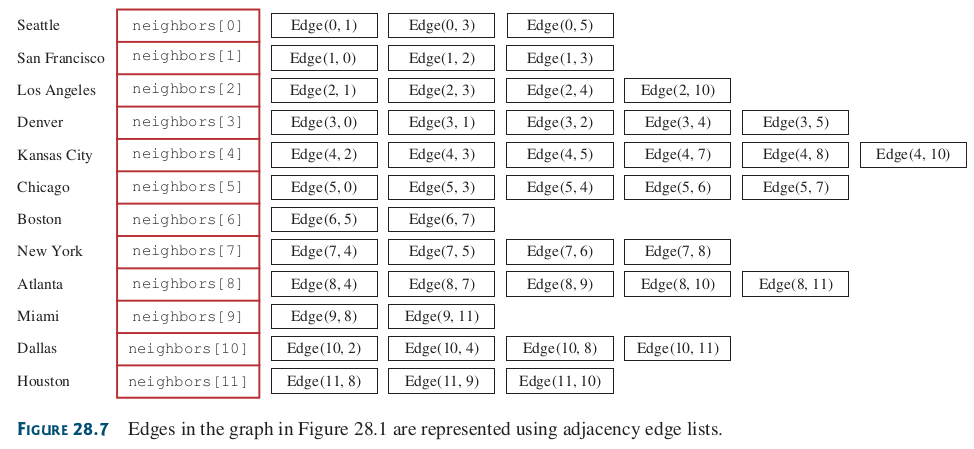 Seattle neighbors[0] Edge(0, 1) Edge(0, 3) Edge(0, 5)
San Francisco neighbors[1] Edge(1, 0) Edge(1, 2) Edge(1, 3)
Los Angeles neighbors[2] Edge(2, 1) Edge(2, 3) Edge(2, 4) Edge(2, 10)
Denver neighbors[3] Edge(3, 0) Edge(3, 1) Edge(3, 2) Edge(3, 4) Edge(3, 5)
Kansas City neighbors[4] Edge(4, 2) Edge(4, 3) Edge(4, 5) Edge(4, 7) Edge(4, 8) Edge(4, 10)
Chicago neighbors[5] Edge(5, 0) Edge(5, 3) Edge(5, 4) Edge(5, 6) Edge(5, 7)
Boston neighbors[6] Edge(6, 5) Edge(6, 7)
New York neighbors[7] Edge(7, 4) Edge(7, 5) Edge(7, 6) Edge(7, 8)
Atlanta neighbors[8] Edge(8, 4) Edge(8, 7) Edge(8, 9) Edge(8, 10) Edge(8, 11)
Miami neighbors[9] Edge(9, 8) Edge(9, 11)
Dallas neighbors[10] Edge(10, 2) Edge(10, 4) Edge(10, 8) Edge(10, 11)
Houston neighbors[11] Edge(11, 8) Edge(11, 9) Edge(11, 10)
FIGURE 28.7 Edges in the graph in Figure 28.1 are represented using adjacency edge lists.